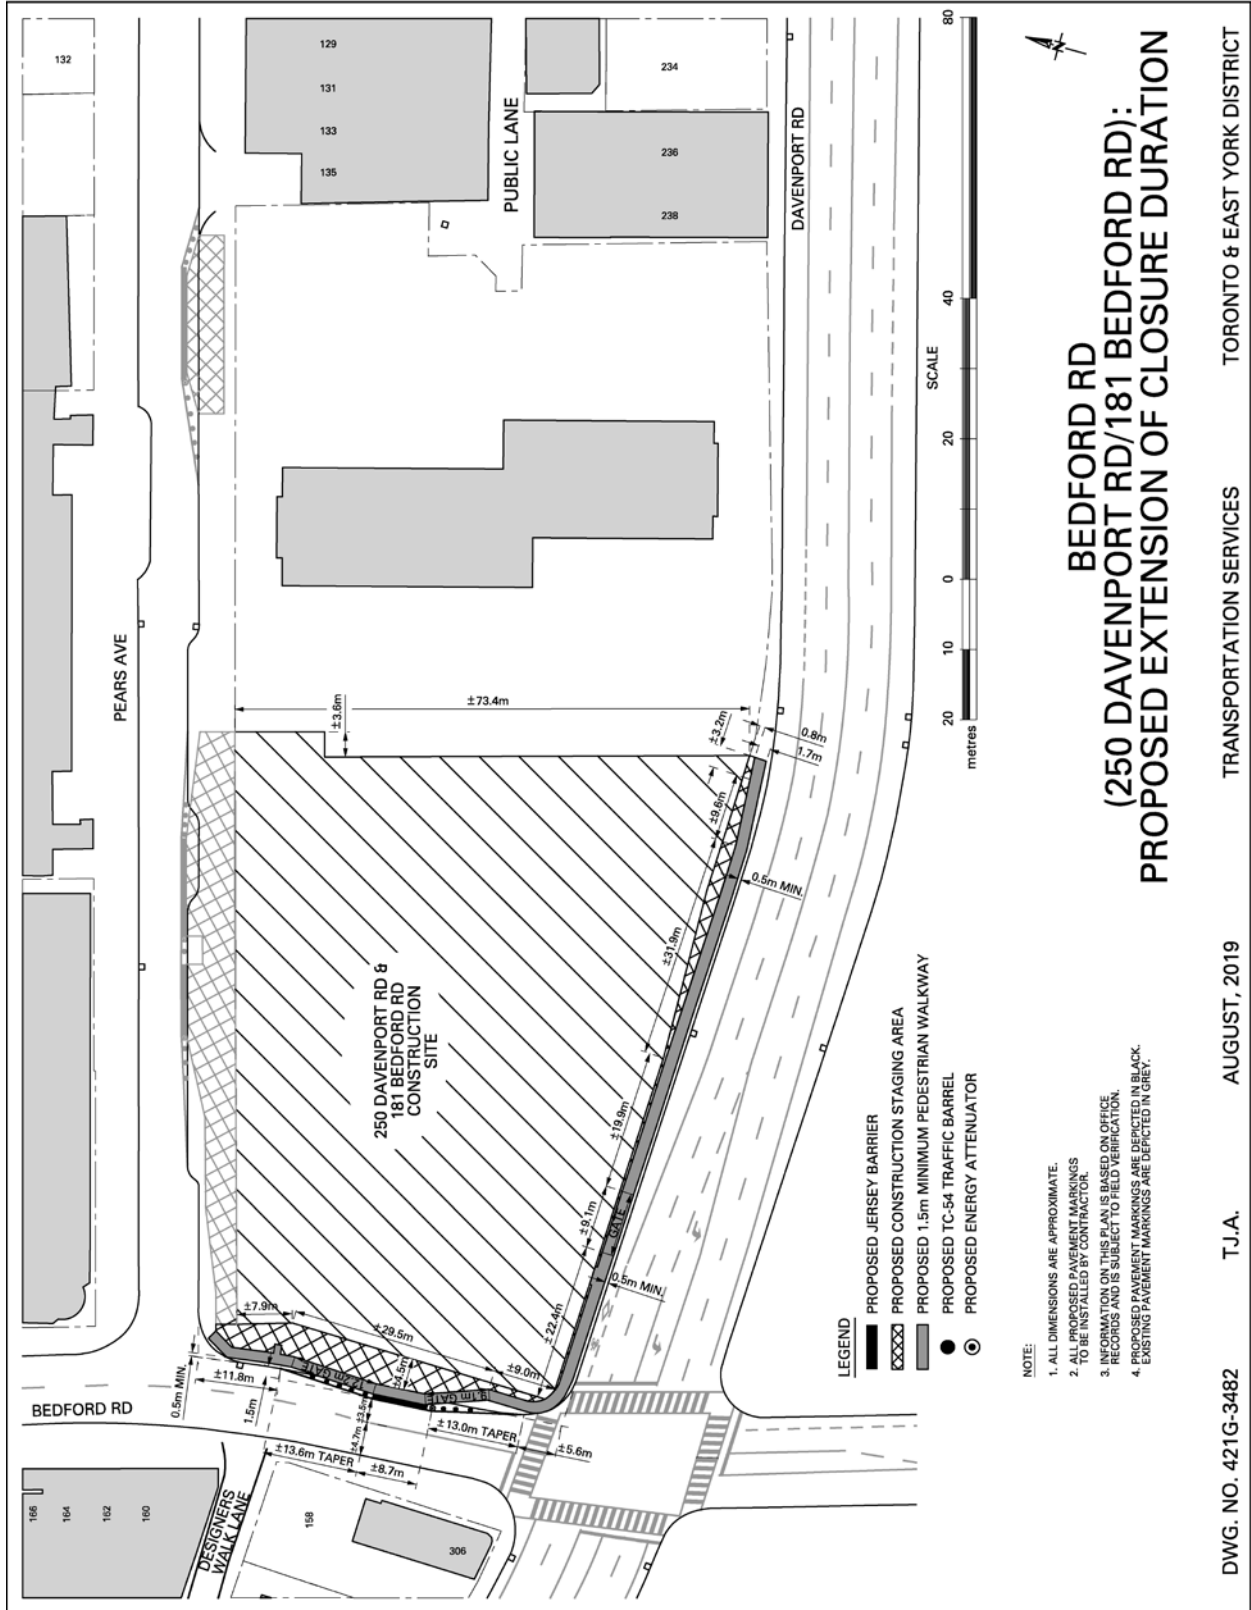 BEDFORD RD
(250 DAVENPORT RD/181 BEDFORD RD):
PROPOSED EXTENSION OF CLOSURE DURATION
166
164
162
160
DESIGNERS
WALK LANE
158
306
BEDFORD RD
PEARS AVE
132
129
131
133
135
PUBLIC LANE
234
236
238
DAVENPORT RD
250 DAVENPORT RD &
181 BEDFORD RD
CONSTRUCTION
SITE
0.5m MIN.
±11.8m
1.5m
±7.9m
±29.5m
±4.5m
±9.0m
9.1m GATE
±3.5m
±4.7m
±13.6m TAPER
±8.7m
±13.0m TAPER
±5.6m
±22.4m
0.5m MIN.
GATE
±9.1m
±19.9m
±31.9m
±9.6m
0.5m MIN.
±3.2m
0.8m
1.7m
±73.4m
±3.6m
LEGEND
PROPOSED JERSEY BARRIER
PROPOSED CONSTRUCTION STAGING AREA
PROPOSED 1.5m MINIMUM PEDESTRIAN WALKWAY
PROPOSED TC-54 TRAFFIC BARREL
PROPOSED ENERGY ATTENUATOR
NOTE:
1. ALL DIMENSIONS ARE APPROXIMATE.
2. ALL PROPOSED PAVEMENT MARKINGS
TO BE INSTALLED BY CONTRACTOR.
3. INFORMATION ON THIS PLAN IS BASED ON OFFICE
RECORDS AND IS SUBJECT TO FIELD VERIFICATION.
4. PROPOSED PAVEMENT MARKINGS ARE DEPICTED IN BLACK.
EXISTING PAVEMENT MARKINGS ARE DEPICTED IN GREY.
SCALE
20 10 0 20 40 80
metres
N
DWG. NO. 421G-3482 T.J.A. AUGUST, 2019 TRANSPORTATION SERVICES TORONTO & EAST YORK DISTRICT